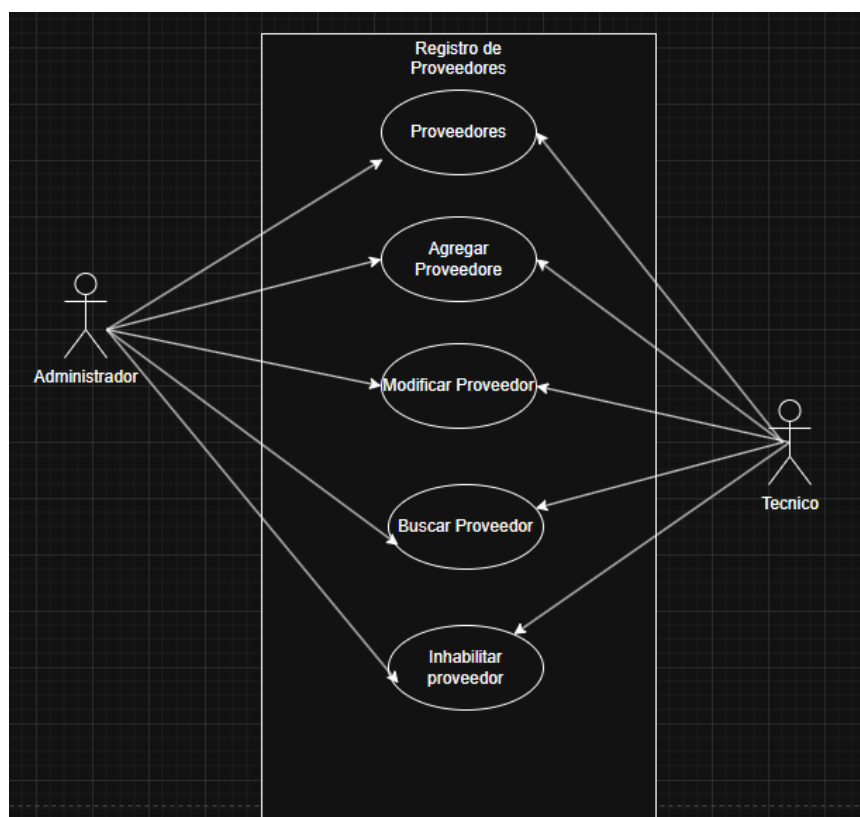 Registro de
Proveedores
Proveedores
Agregar
Proveedore
Administrador
Modificar Proveedor
Tecnico
Buscar Proveedor
Inhabilitar
proveedor